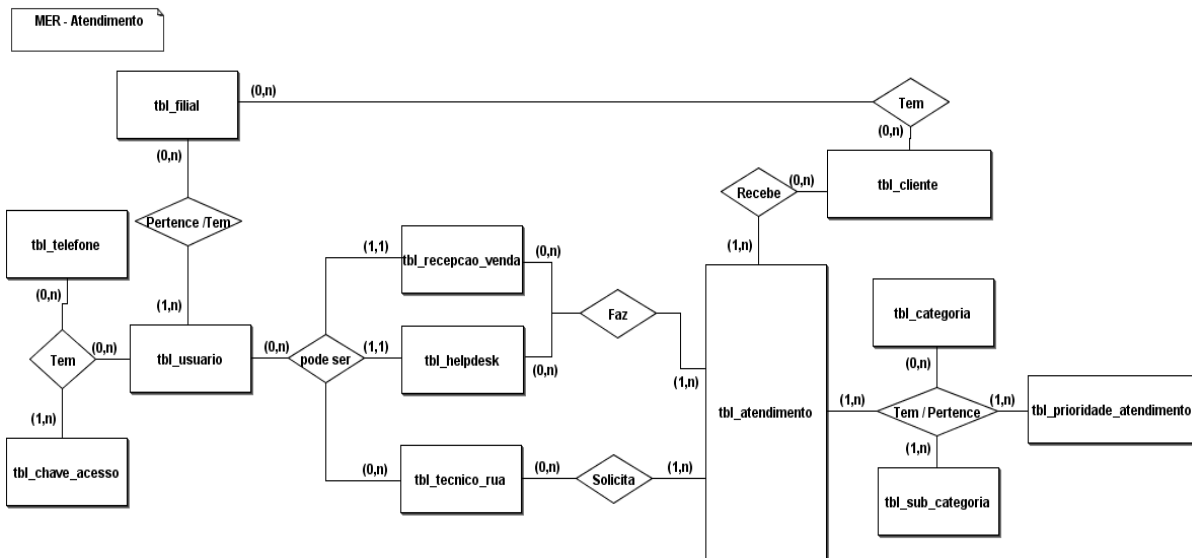 MER - Atendimento
tbl_filial
(0,n)
Tem
(0,n)
(0,n)
tbl_cliente
Recebe
(0,n)
Pertence /Tem
tbl_telefone
(1,n)
(1,1)
tbl_recepcao_venda
(0,n)
(0,n)
(1,n)
tbl_categoria
Faz
Tem
(0,n)
tbl_usuario
(0,n)
pode ser
(1,1)
tbl_helpdesk
(0,n)
(0,n)
(1,n)
tbl_atendimento
(1,n)
Tem / Pertence
(1,n)
tbl_prioridade_atendimento
(1,n)
(1,n)
tbl_chave_acesso
(0,n)
tbl_tecnico_rua
(0,n)
Solicita
(1,n)
tbl_sub_categoria